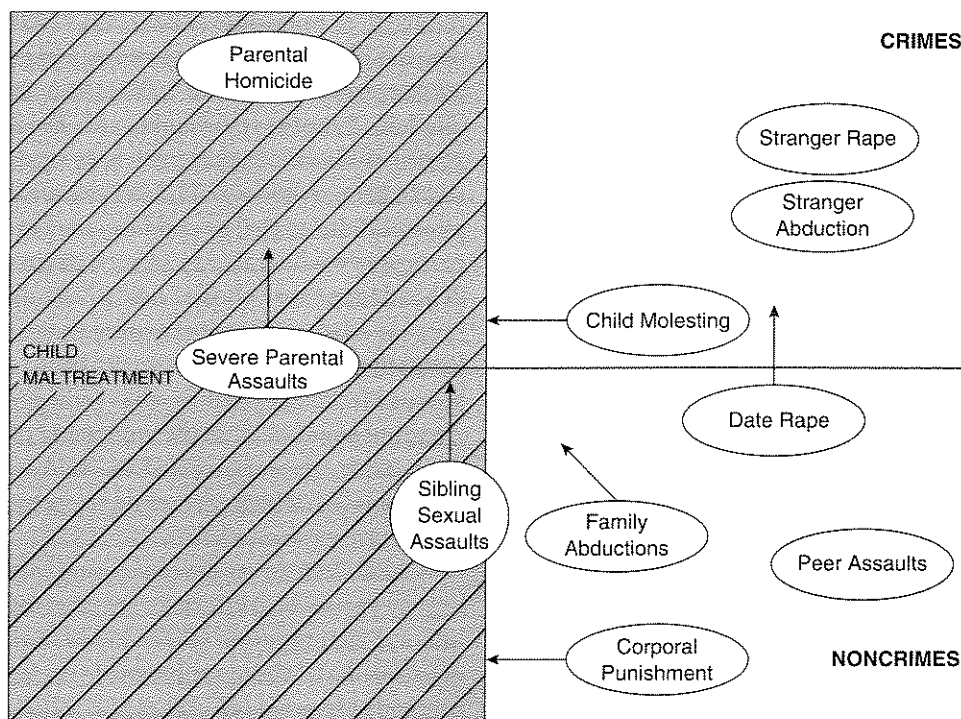 Parental
Homicide
CRIMES
Stranger Rape
Stranger
Abduction
Child Molesting
CHILD
MALTREATMENT
Severe Parental
Assaults
Date Rape
Sibling
Sexual
Assaults
Family
Abductions
Peer Assaults
Corporal
Punishment
NONCRIMES